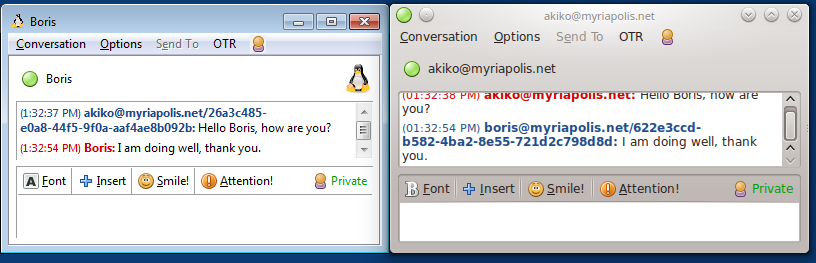 Boris
Conversation Options Send To OTR
Boris
(1:32:37 PM) akiko@myriapolis.net/26a3c485-
e0a8-44f5-9f0a-aaf4ae8b092b: Hello Boris, how are you?
(1:32:54 PM) Boris: I am doing well, thank you.
A Font Insert Smile! Attention! Private
akiko@myriapolis.net
Conversation Options Send To OTR
akiko@myriapolis.net
(01:32:38 PM) akiko@myriapolis.net: Hello Boris, how are
you?
(1:32:54 PM) boris@myriapolis.net/622e3ccd-
b582-4ba2-8e55-721d2c798d8d: I am doing well, thank
you.
B Font Insert Smile! Attention! Private